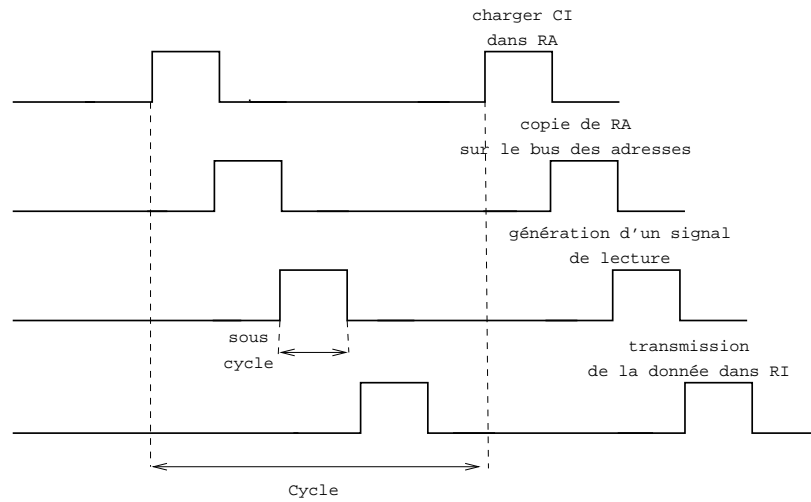 charger CI
dans RA
copie de RA
sur le bus des adresses
génération d'un signal
de lecture
sous
cycle
transmission
de la donnée dans RI
Cycle